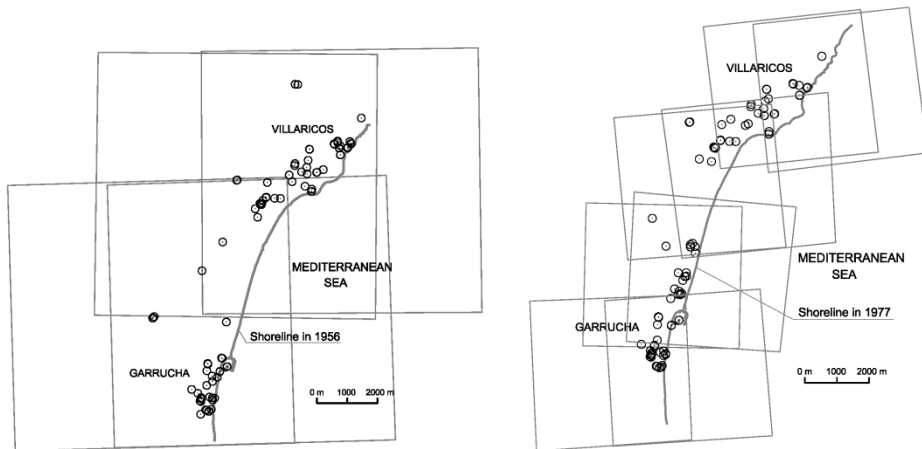 VILLARICOS
MEDITERRANEAN
SEA
Shoreline in 1956
GARRUCHA
0 m 1000 2000 m
VILLARICOS
MEDITERRANEAN
SEA
Shoreline in 1977
GARRUCHA
0 m 1000 2000 m